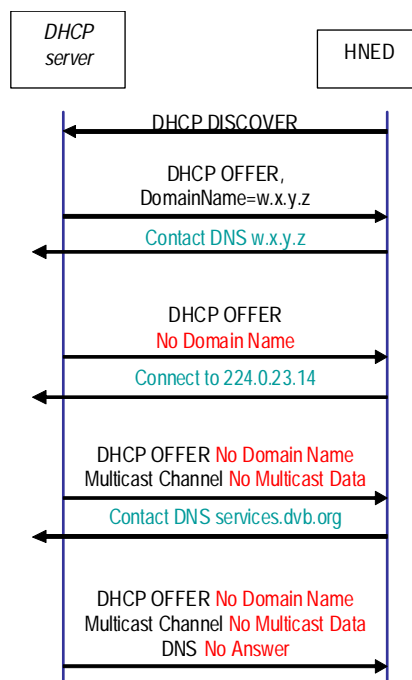 DHCP
server
HNED
DHCP DISCOVER
DHCP OFFER,
DomainName=w.x.y.z
Contact DNS w.x.y.z
DHCP OFFER
No Domain Name
Connect to 224.0.23.14
DHCP OFFER No Domain Name
Multicast Channel No Multicast Data
Contact DNS services.dvb.org
DHCP OFFER No Domain Name
Multicast Channel No Multicast Data
DNS No Answer